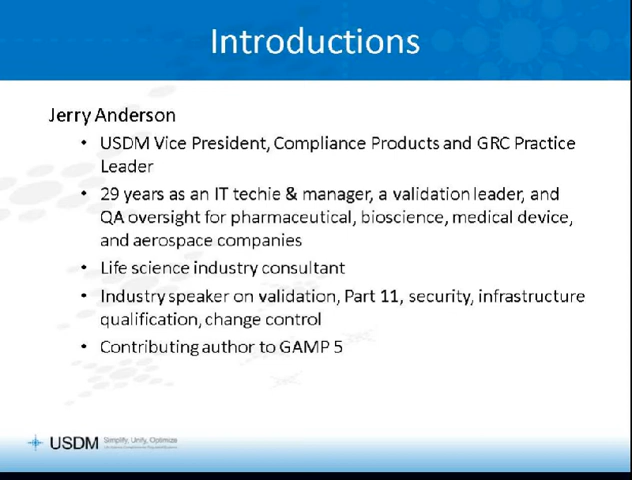 Introductions
Jerry Anderson
• USDM Vice President, Compliance Products and GRC Practice
Leader
• 29 years as an IT techie & manager, a validation leader, and
QA oversight for pharmaceutical, bioscience, medical device,
and aerospace companies
• Life science industry consultant
• Industry speaker on validation, Part 11, security, infrastructure
qualification, change control
• Contributing author to GAMP 5
USDM Simplify, Unify, Optimize